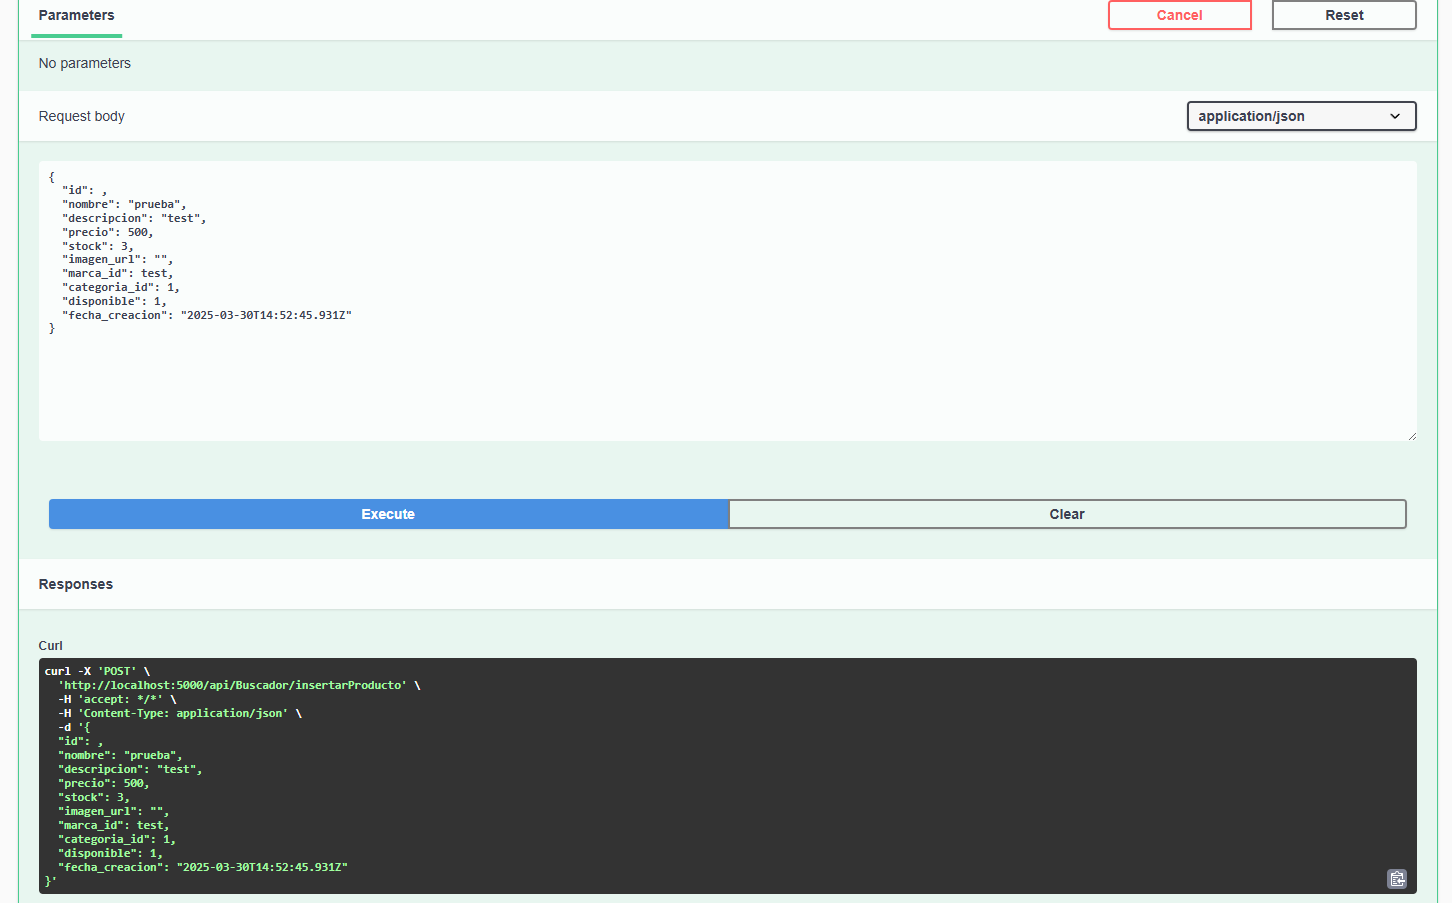 Parameters
Cancel
Reset
No parameters
Request body
application/json
{
  "id": ,
  "nombre": "prueba",
  "descripcion": "test",
  "precio": 500,
  "stock": 3,
  "imagen_url": "",
  "marca_id": test,
  "categoria_id": 1,
  "disponible": 1,
  "fecha_creacion": "2025-03-30T14:52:45.931Z"
}
Execute
Clear
Responses
Curl
curl -X 'POST' \
  'http://localhost:5000/api/Buscador/insertarProducto' \
  -H 'accept: */*' \
  -H 'Content-Type: application/json' \
  -d '{
  "id": ,
  "nombre": "prueba",
  "descripcion": "test",
  "precio": 500,
  "stock": 3,
  "imagen_url": "",
  "marca_id": test,
  "categoria_id": 1,
  "disponible": 1,
  "fecha_creacion": "2025-03-30T14:52:45.931Z"
}'